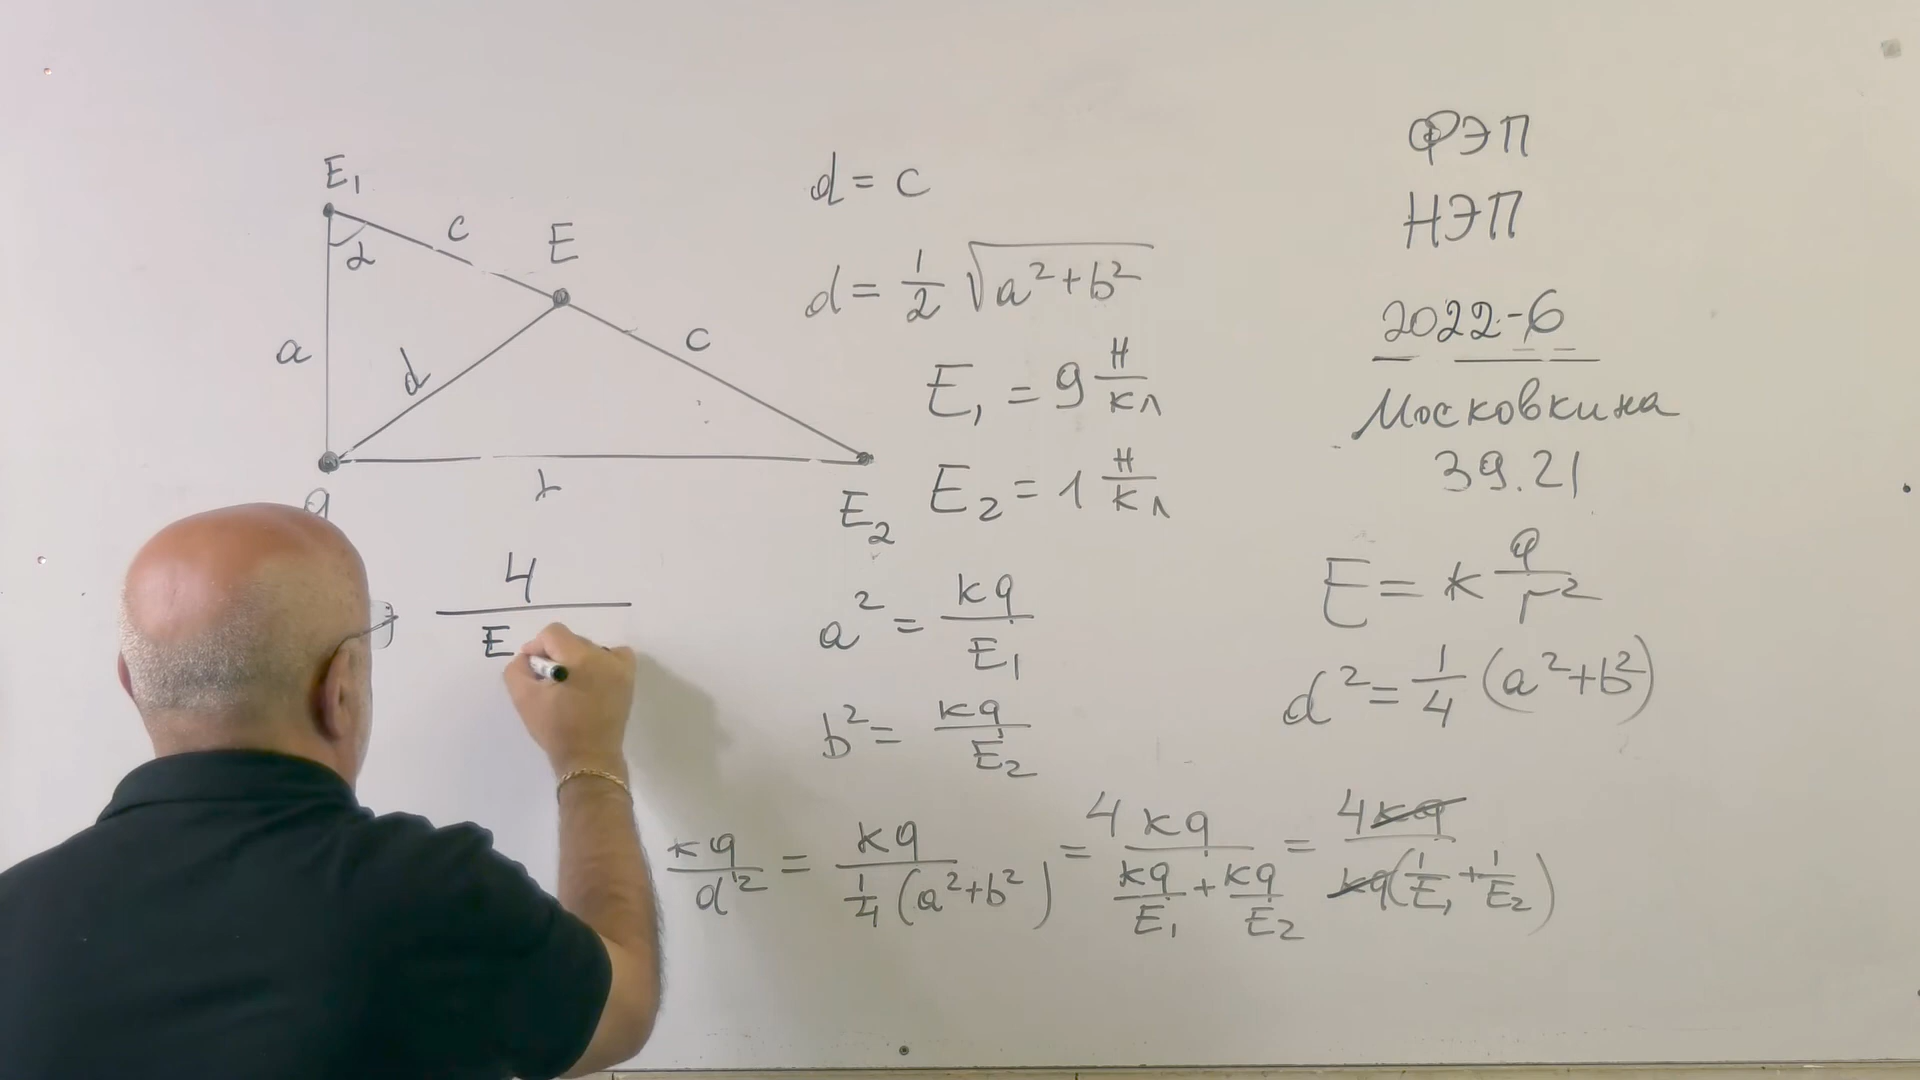 E₁
c
E
α
a
d
c
b
q
E₂
d = c
d = 1/2 √(a² + b²)
E₁ = 9 Н/Кл
E₂ = 1 Н/Кл
a² = kq/E₁
b² = kq/E₂
ФЭП
НЭП
2022-6
Московкина
39.21
E = k q/r²
d² = 1/4 (a² + b²)
= 4/E
kq/d² = kq/(1/4 (a² + b²)) = 4kq/(kq/E₁ + kq/E₂) = 4kq/(kq(1/E₁ + 1/E₂))